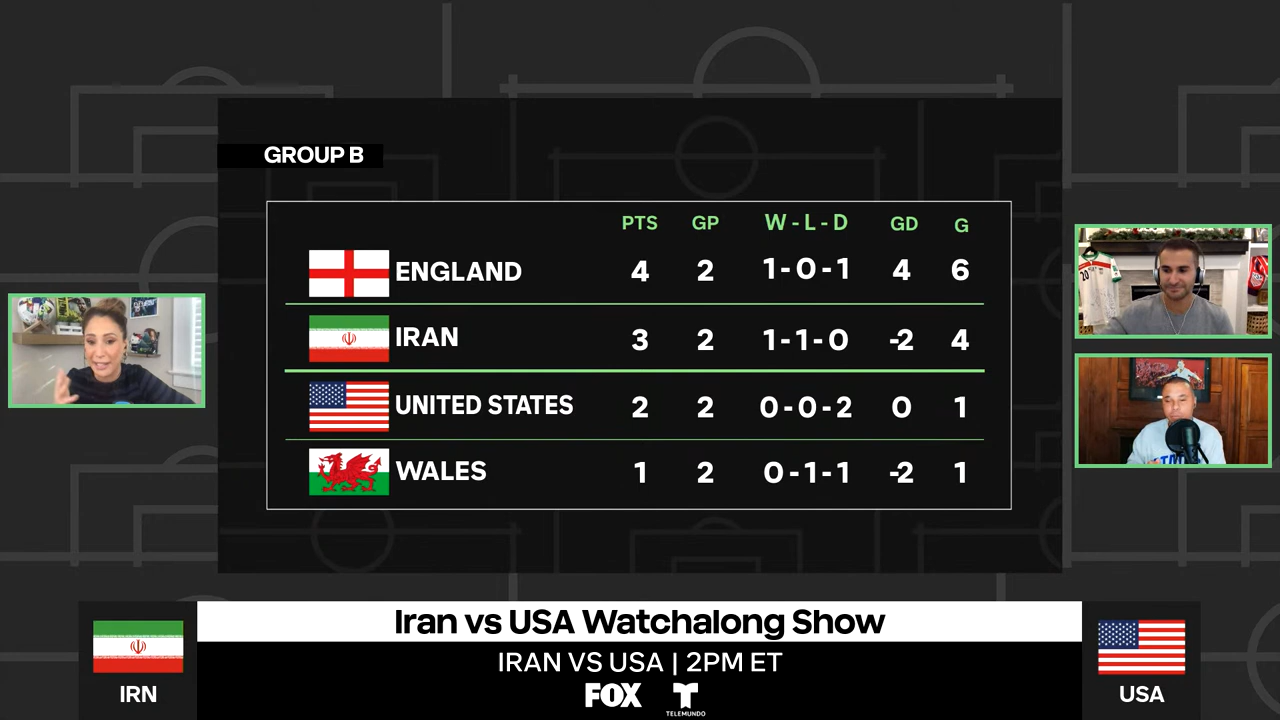 GROUP B
PTS GP W-L-D GD G
ENGLAND 4 2 1-0-1 4 6
IRAN 3 2 1-1-0 -2 4
UNITED STATES 2 2 0-0-2 0 1
WALES 1 2 0-1-1 -2 1
Iran vs USA Watchalong Show
IRAN VS USA | 2PM ET
FOX
TELEMUNDO
IRN
USA
20